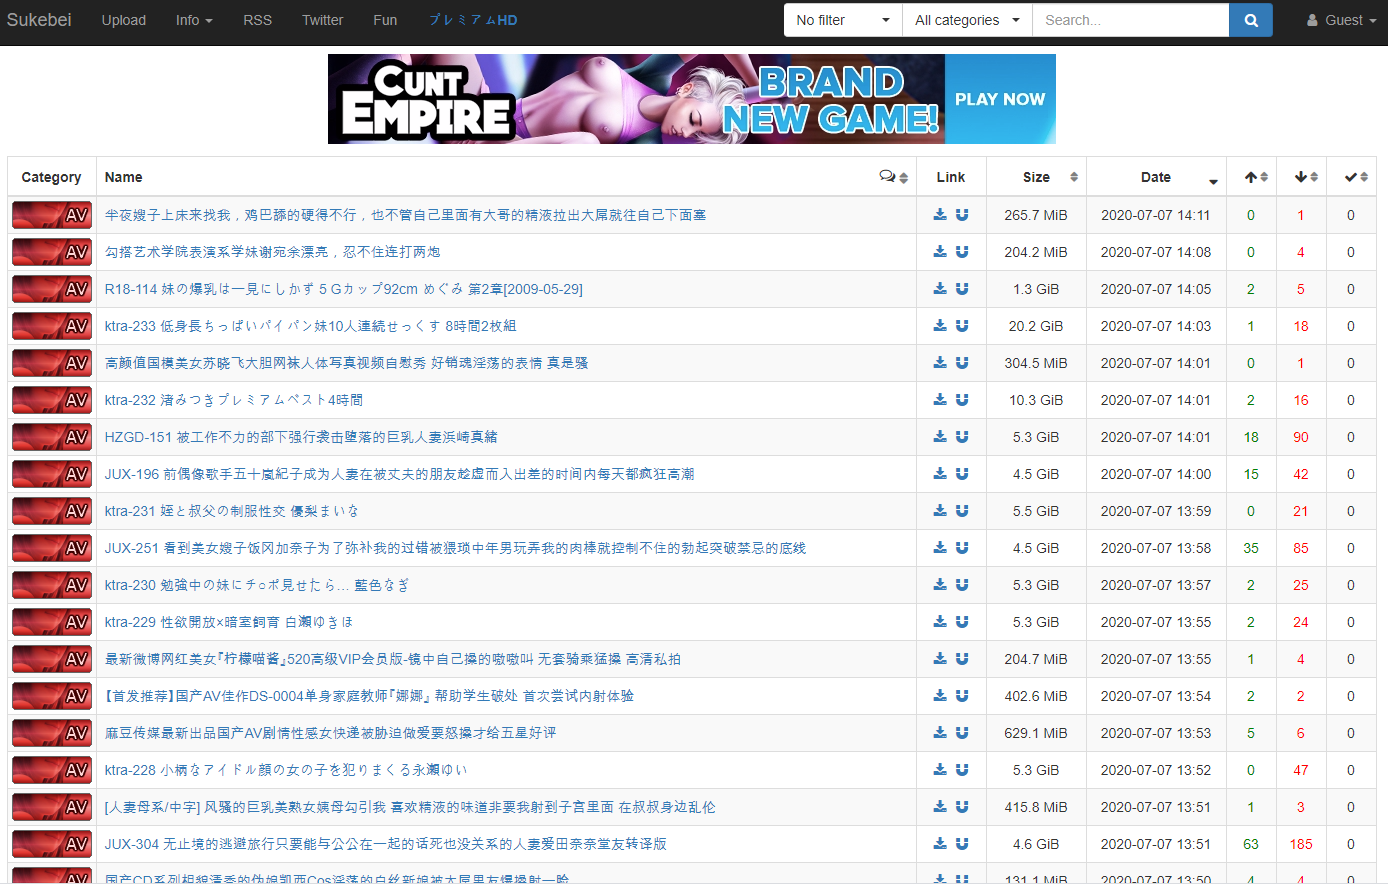 Sukebei Upload Info RSS Twitter Fun プレミアムHD No filter All categories Search... Guest
CUNT EMPIRE BRAND NEW GAME! PLAY NOW
Category Name Link Size Date
AV 半夜嫂子上床来找我，鸡巴舔的硬得不行，也不管自己里面有大哥的精液拉出大屌就往自己下面塞 265.7 MiB 2020-07-07 14:11 0 1 0
AV 勾搭艺术学院表演系学妹谢宛余漂亮，忍不住连打两炮 204.2 MiB 2020-07-07 14:08 0 4 0
AV R18-114 妹の爆乳は一見にしかず５Gカップ92cm めぐみ 第2章[2009-05-29] 1.3 GiB 2020-07-07 14:05 2 5 0
AV ktra-233 低身長ちっぱいパイパン妹10人連続せっくす 8時間2枚組 20.2 GiB 2020-07-07 14:03 1 18 0
AV 高颜值国模美女苏晓飞大胆网袜人体写真视频自慰秀 好销魂淫荡的表情 真是骚 304.5 MiB 2020-07-07 14:01 0 1 0
AV ktra-232 渚みつきプレミアムベスト4時間 10.3 GiB 2020-07-07 14:01 2 16 0
AV HZGD-151 被工作不力的部下强行袭击堕落的巨乳人妻浜崎真緒 5.3 GiB 2020-07-07 14:01 18 90 0
AV JUX-196 前偶像歌手五十嵐紀子成为人妻在被丈夫的朋友趁虚而入出差的时间内每天都疯狂高潮 4.5 GiB 2020-07-07 14:00 15 42 0
AV ktra-231 姪と叔父の制服性交 優梨まいな 5.5 GiB 2020-07-07 13:59 0 21 0
AV JUX-251 看到美女嫂子饭冈加奈子为了弥补我的过错被猥琐中年男玩弄我的肉棒就控制不住的勃起突破禁忌的底线 4.5 GiB 2020-07-07 13:58 35 85 0
AV ktra-230 勉強中の妹にチ○ポ見せたら… 藍色なぎ 5.3 GiB 2020-07-07 13:57 2 25 0
AV ktra-229 性欲開放×暗室飼育 白瀬ゆきほ 5.3 GiB 2020-07-07 13:55 2 24 0
AV 最新微博网红美女『柠檬喵酱』520高级VIP会员版-镜中自己操的嗷嗷叫 无套骑乘猛操 高清私拍 204.7 MiB 2020-07-07 13:55 1 4 0
AV 【首发推荐】国产AV佳作DS-0004单身家庭教师『娜娜』 帮助学生破处 首次尝试内射体验 402.6 MiB 2020-07-07 13:54 2 2 0
AV 麻豆传媒最新出品国产AV剧情性感女快递被胁迫做爱要怒操才给五星好评 629.1 MiB 2020-07-07 13:53 5 6 0
AV ktra-228 小柄なアイドル顔の女の子を犯りまくる永瀬ゆい 5.3 GiB 2020-07-07 13:52 0 47 0
AV [人妻母系/中字] 风骚的巨乳美熟女姨母勾引我 喜欢精液的味道非要我射到子宫里面 在叔叔身边乱伦 415.8 MiB 2020-07-07 13:51 1 3 0
AV JUX-304 无止境的逃避旅行只要能与公公在一起的话死也没关系的人妻爱田奈奈堂友转译版 4.6 GiB 2020-07-07 13:51 63 185 0
AV 国产CD系列相貌清秀的伪娘凯西Cos淫荡的白丝新娘被大屌男友爆操射一脸 131.1 MiB 2020-07-07 13:50 4 4 0